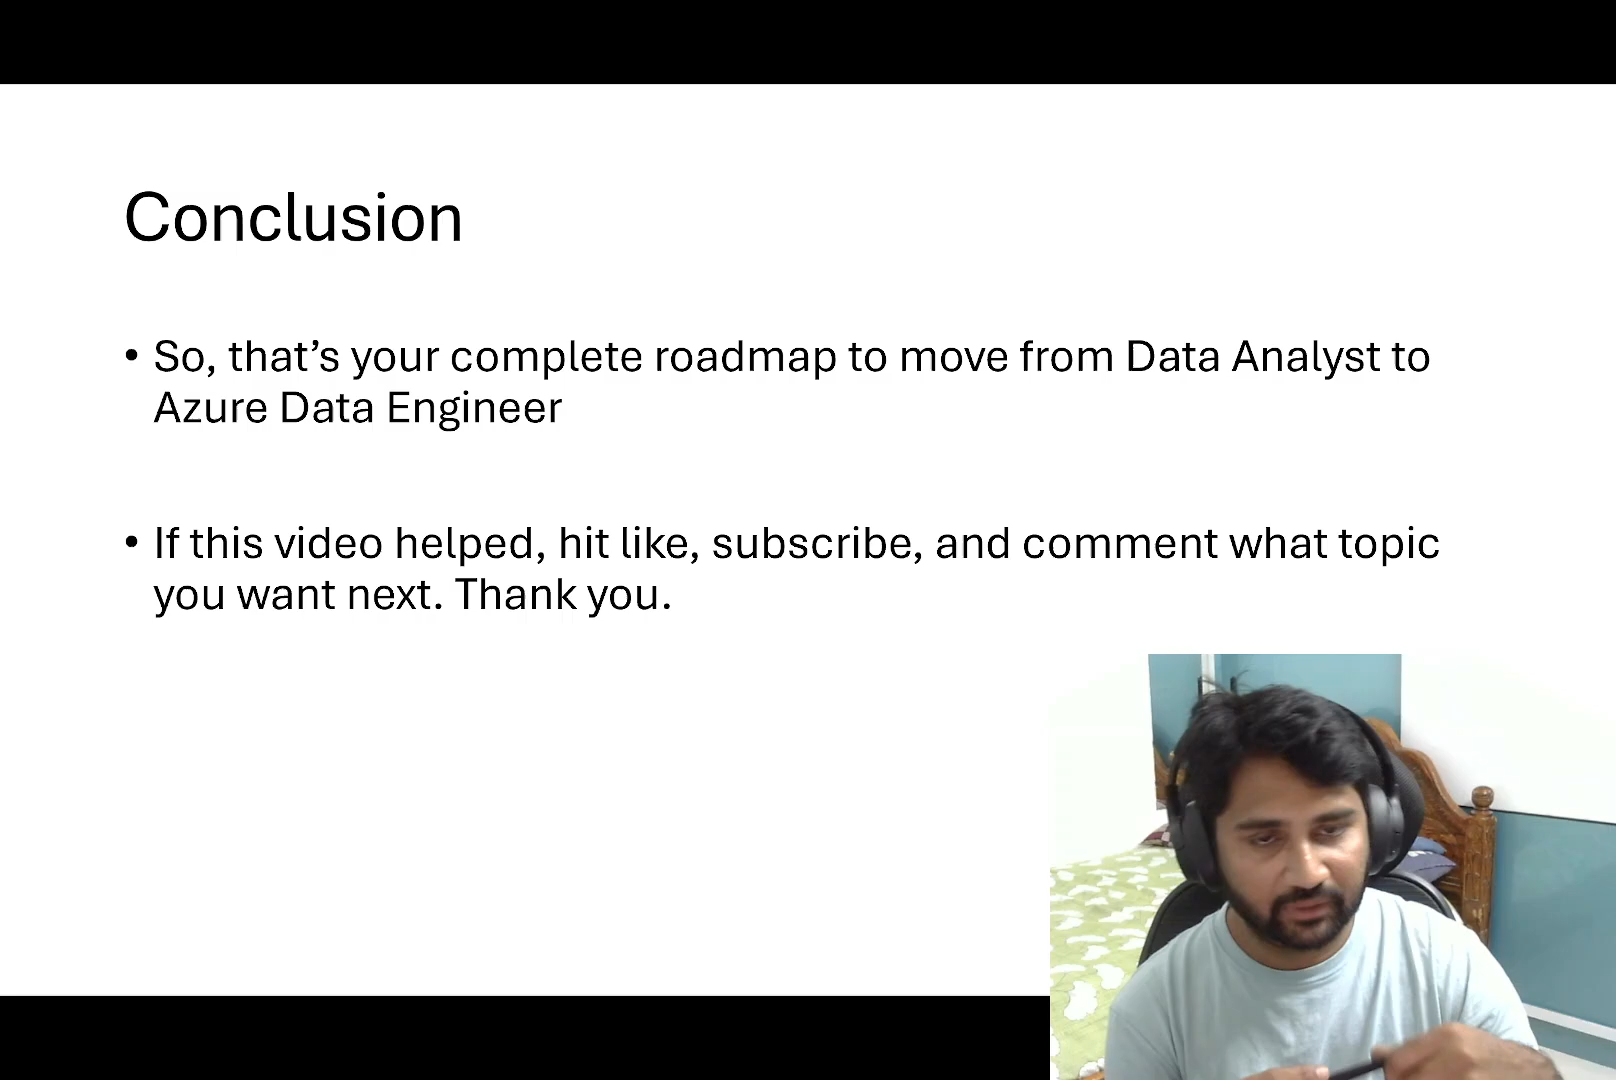 Conclusion
• So, that’s your complete roadmap to move from Data Analyst to
Azure Data Engineer
• If this video helped, hit like, subscribe, and comment what topic
you want next. Thank you.